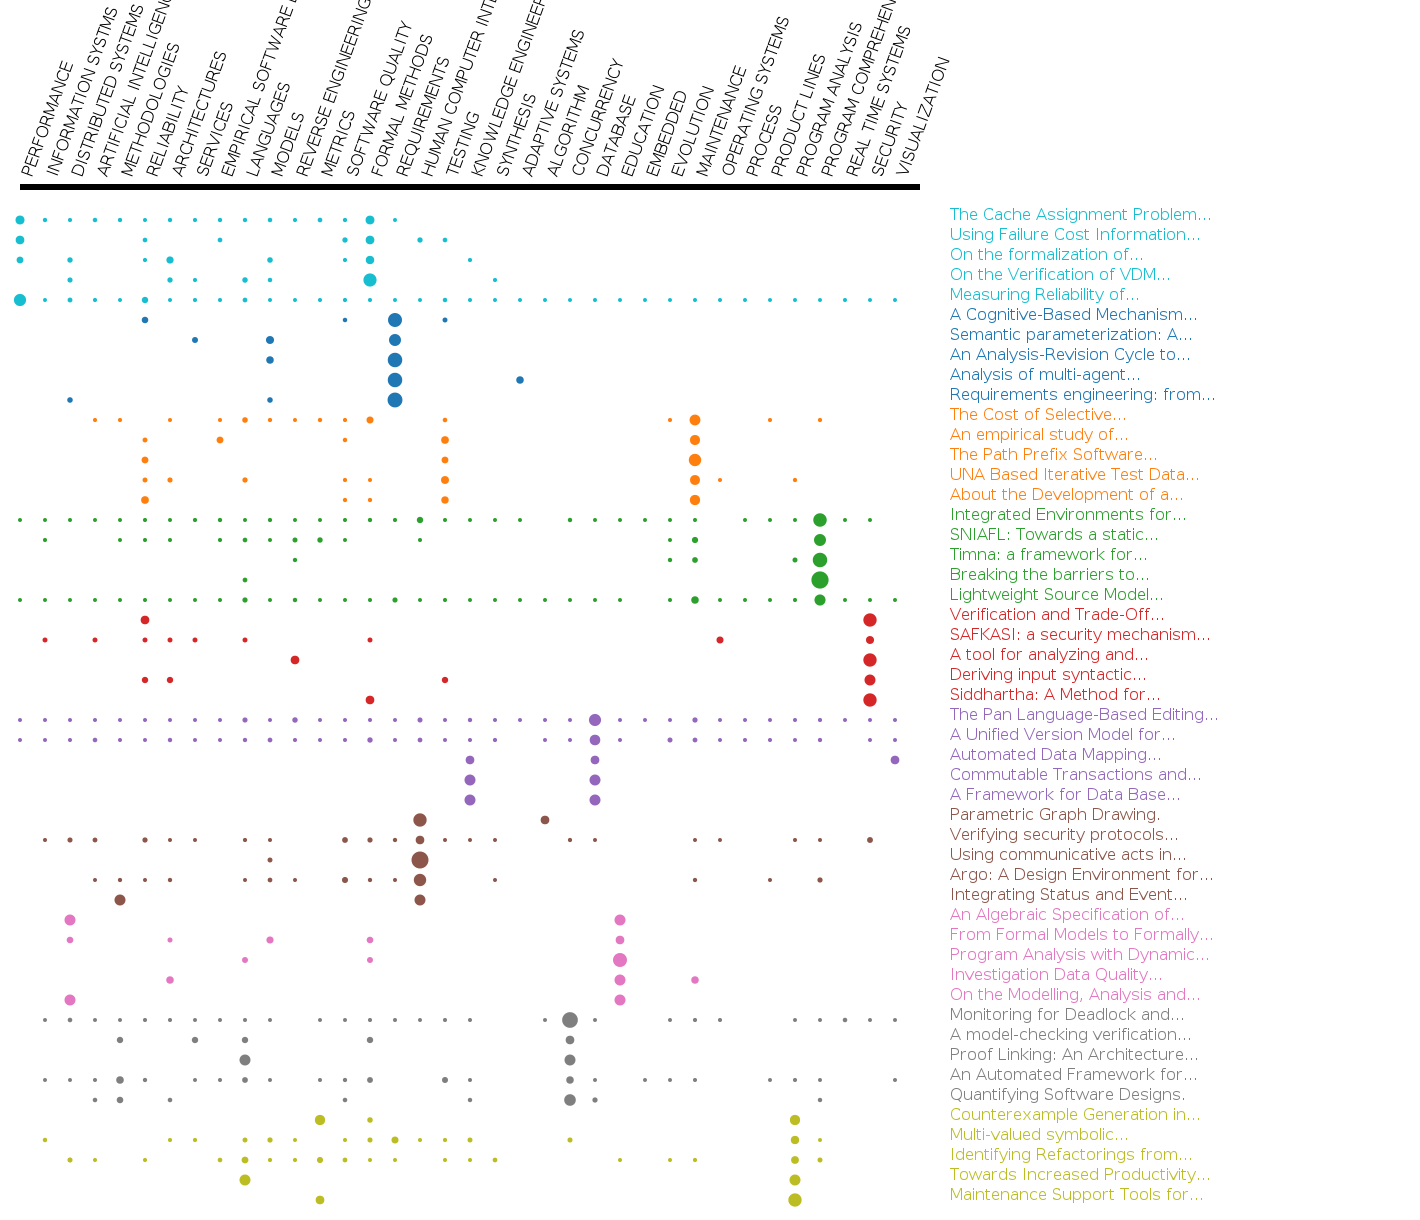 PERFORMANCE
INFORMATION SYSTMS
DISTRIBUTED SYSTEMS
ARTIFICIAL INTELLIGENC
METHODOLOGIES
RELIABILITY
ARCHITECTURES
SERVICES
EMPIRICAL SOFTWARE
LANGUAGES
MODELS
REVERSE ENGINEERING
METRICS
SOFTWARE QUALITY
FORMAL METHODS
REQUIREMENTS
HUMAN COMPUTER INTE
TESTING
KNOWLEDGE ENGINEER
SYNTHESIS
ADAPTIVE SYSTEMS
ALGORITHM
CONCURRENCY
DATABASE
EDUCATION
EMBEDDED
EVOLUTION
MAINTENANCE
OPERATING SYSTEMS
PROCESS
PRODUCT LINES
PROGRAM ANALYSIS
PROGRAM COMPREHEN
REAL TIME SYSTEMS
SECURITY
VISUALIZATION
The Cache Assignment Problem...
Using Failure Cost Information...
On the formalization of...
On the Verification of VDM...
Measuring Reliability of...
A Cognitive-Based Mechanism...
Semantic parameterization: A...
An Analysis-Revision Cycle to...
Analysis of multi-agent...
Requirements engineering: from...
The Cost of Selective...
An empirical study of...
The Path Prefix Software...
UNA Based Iterative Test Data...
About the Development of a...
Integrated Environments for...
SNIAFL: Towards a static...
Timna: a framework for...
Breaking the barriers to...
Lightweight Source Model...
Verification and Trade-Off...
SAFKASI: a security mechanism...
A tool for analyzing and...
Deriving input syntactic...
Siddhartha: A Method for...
The Pan Language-Based Editing...
A Unified Version Model for...
Automated Data Mapping...
Commutable Transactions and...
A Framework for Data Base...
Parametric Graph Drawing.
Verifying security protocols...
Using communicative acts in...
Argo: A Design Environment for...
Integrating Status and Event...
An Algebraic Specification of...
From Formal Models to Formally...
Program Analysis with Dynamic...
Investigation Data Quality...
On the Modelling, Analysis and...
Monitoring for Deadlock and...
A model-checking verification...
Proof Linking: An Architecture...
An Automated Framework for...
Quantifying Software Designs.
Counterexample Generation in...
Multi-valued symbolic...
Identifying Refactorings from...
Towards Increased Productivity...
Maintenance Support Tools for...